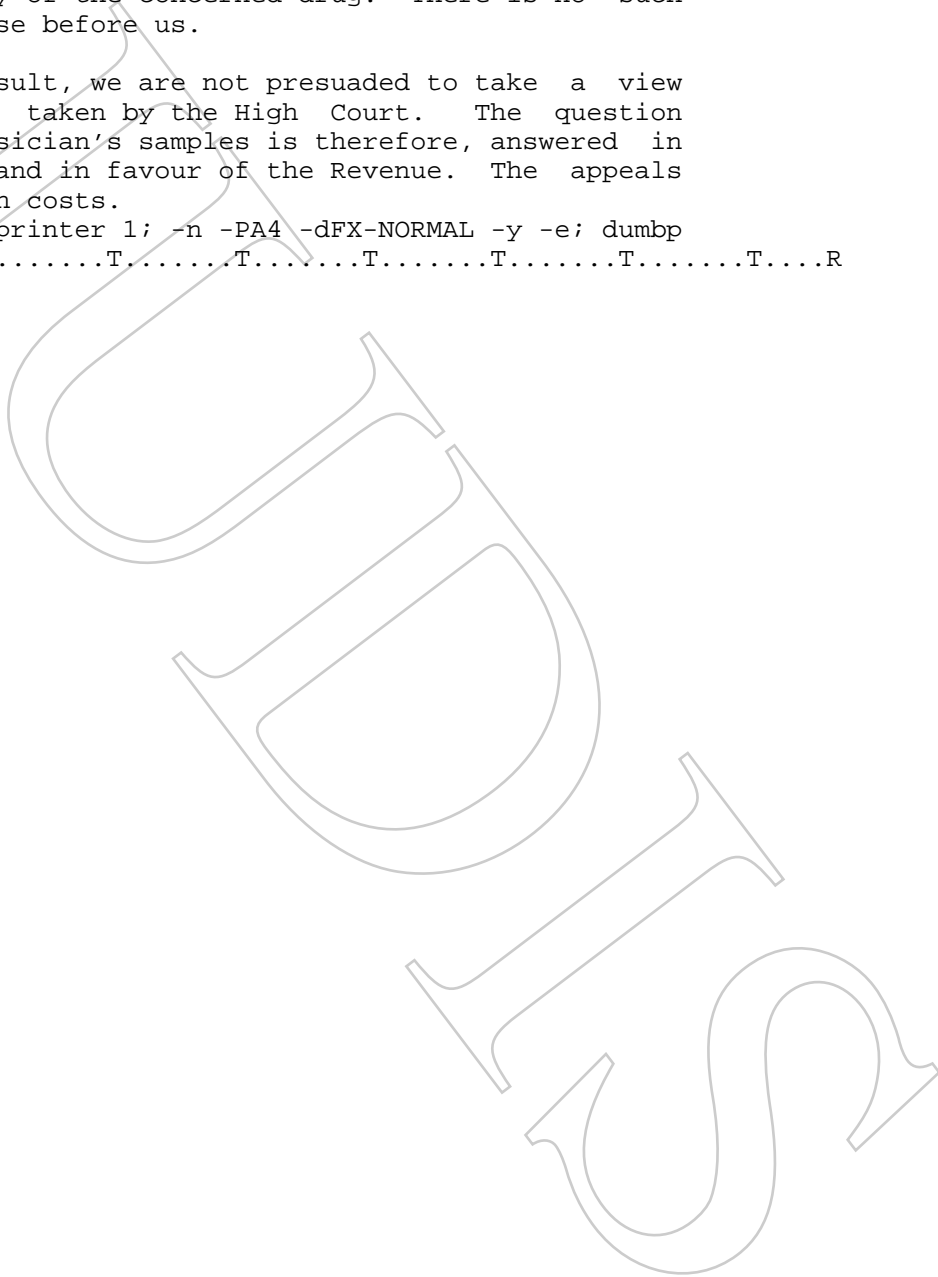 of the concerned drug. There is no such
se before us.
sult, we are not presuaded to take a view
taken by the High Court. The question
sician's samples is therefore, answered in
and in favour of the Revenue. The appeals
n costs.
printer 1; -n -PA4 -dFX-NORMAL -y -e; dumbp
.......T.......T.......T.......T.......T.......T....R
JUDIS